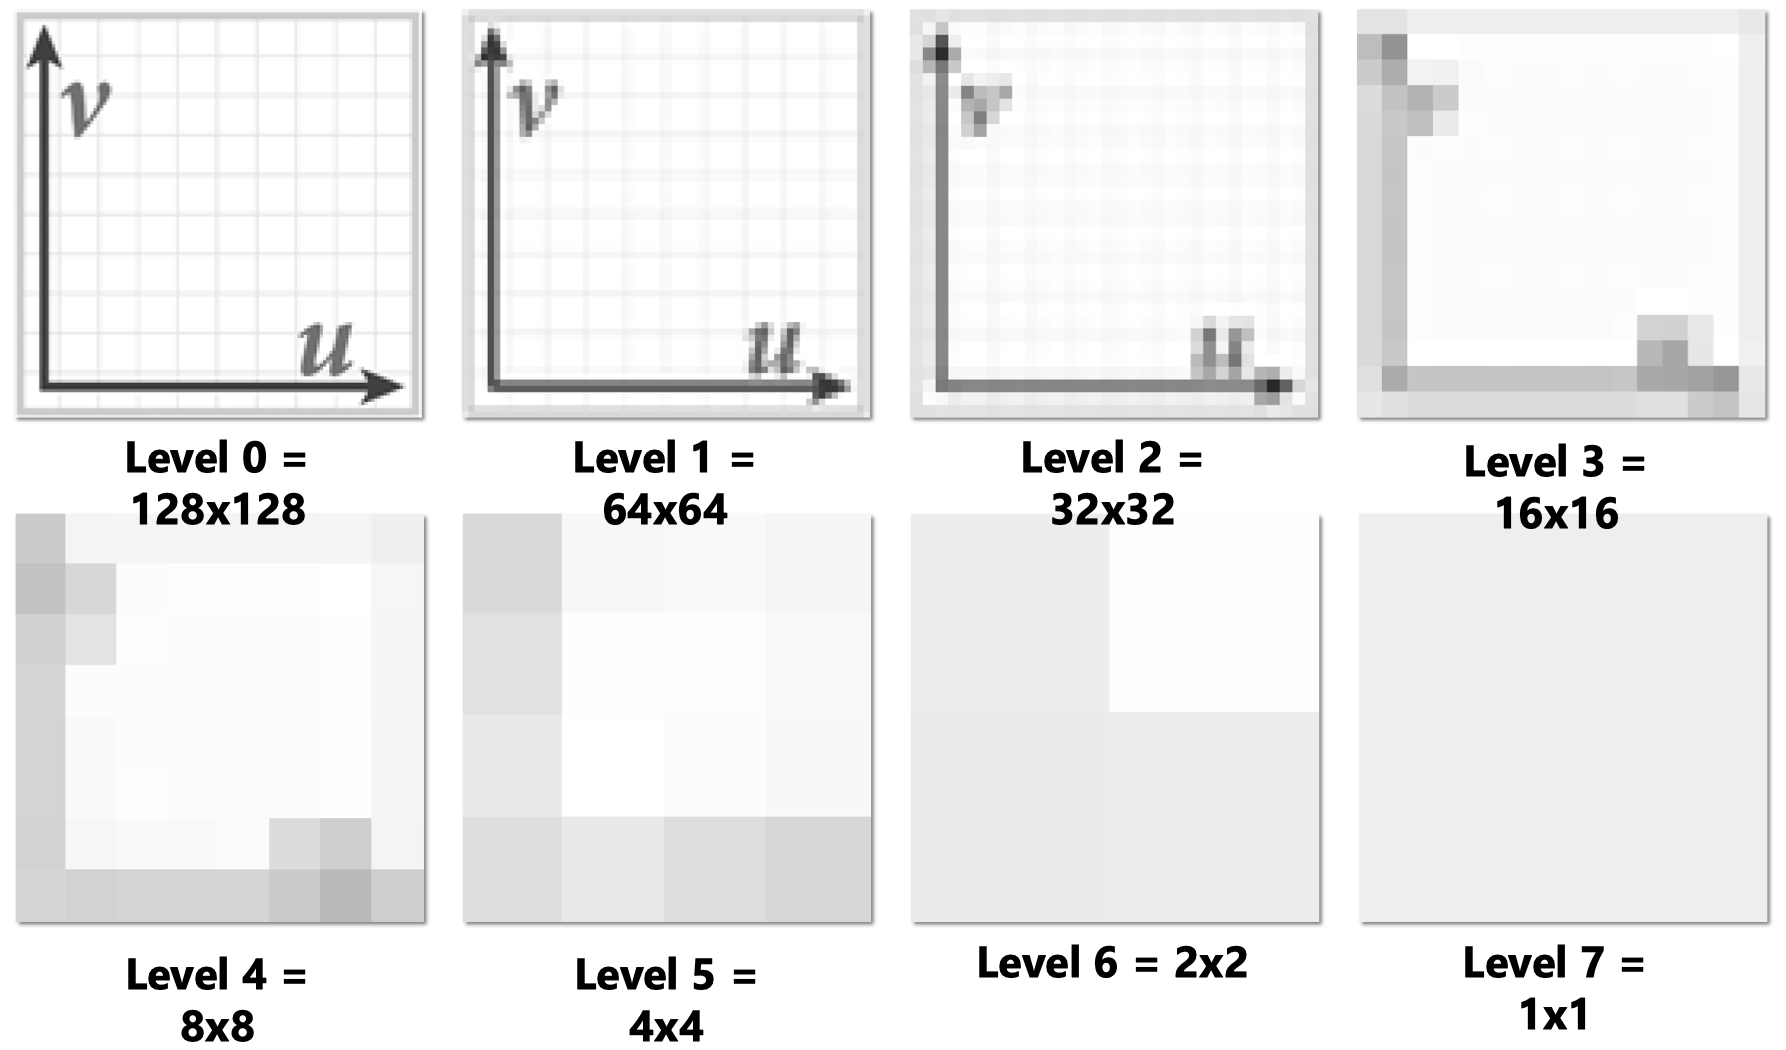 v
u
v
u
v
u
Level 0 =
128x128
Level 1 =
64x64
Level 2 =
32x32
Level 3 =
16x16
Level 4 =
8x8
Level 5 =
4x4
Level 6 = 2x2
Level 7 =
1x1